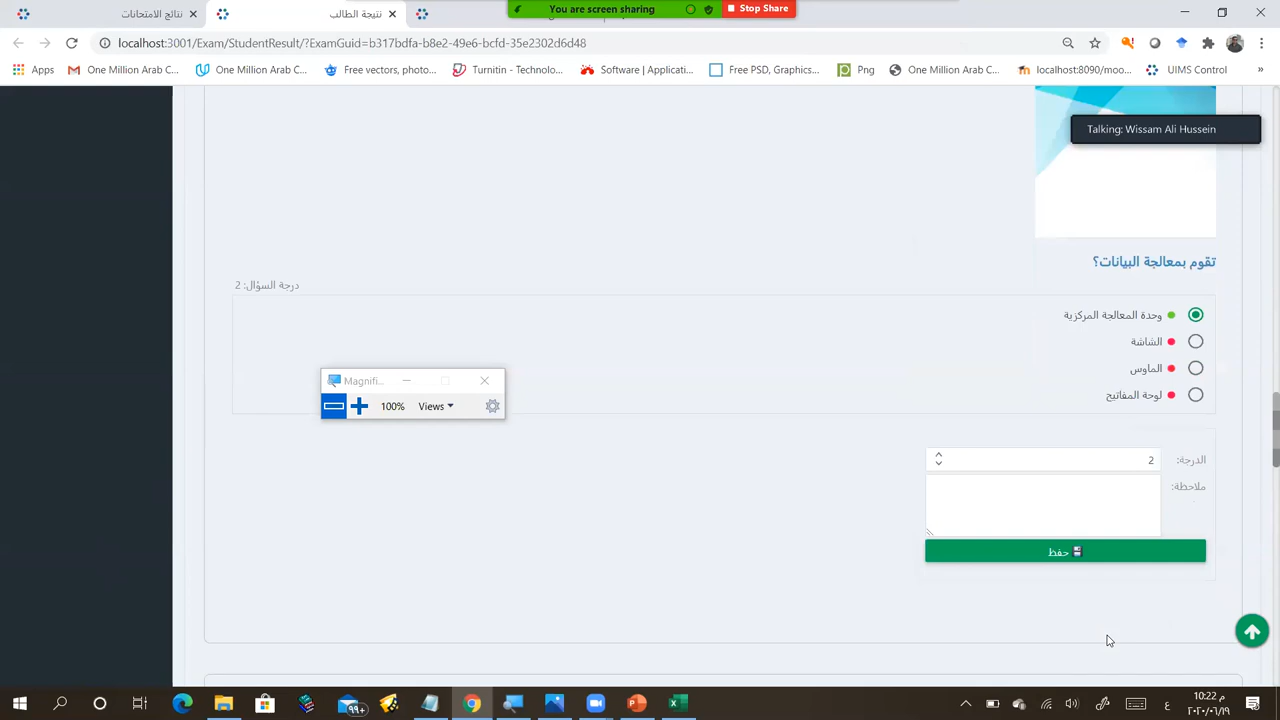 You are screen sharing
Stop Share
نتائج الامتحانات
نتيجة الطالب
localhost:3001/Exam/StudentResult/?ExamGuid=b317bdfa-b8e2-49e6-bcfd-35e2302d6d48
Apps
One Million Arab C...
One Million Arab C...
Free vectors, photo...
Turnitin - Technolo...
Software | Applicati...
Free PSD, Graphics...
Png
One Million Arab C...
localhost:8090/moo...
UIMS Control
»
Talking: Wissam Ali Hussein
تقوم بمعالجة البيانات؟
درجة السؤال: 2
وحدة المعالجة المركزية
الشاشة
الماوس
لوحة المفاتيح
Magnifi...
100%
Views
الدرجة:
2
ملاحظة:
حفظ
99+
ع
م 10:22
٢٠٢٠/٠٦/١٩